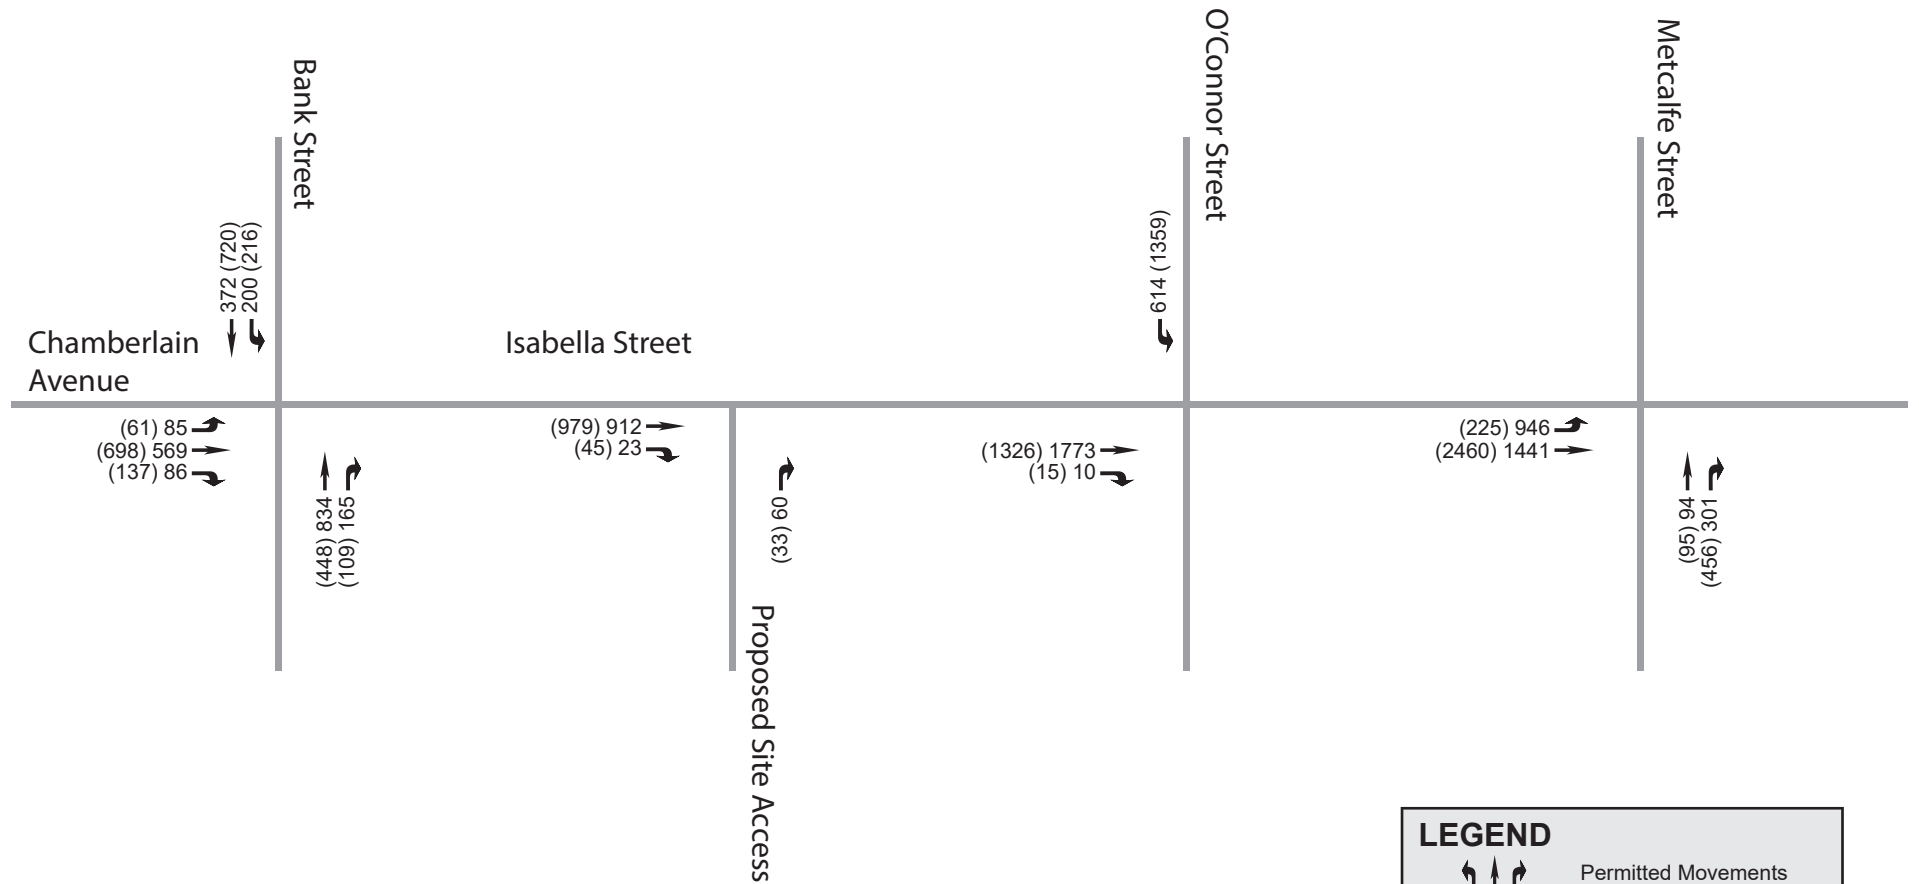 Bank Street
O'Connor Street
Metcalfe Street
372 (720)
200 (216)
614 (1359)
Chamberlain
Avenue
Isabella Street
(61) 85
(698) 569
(137) 86
(979) 912
(45) 23
(1326) 1773
(15) 10
(225) 946
(2460) 1441
(448) 834
(109) 165
(33) 60
(95) 94
(456) 301
Proposed Site Access
LEGEND
Permitted Movements